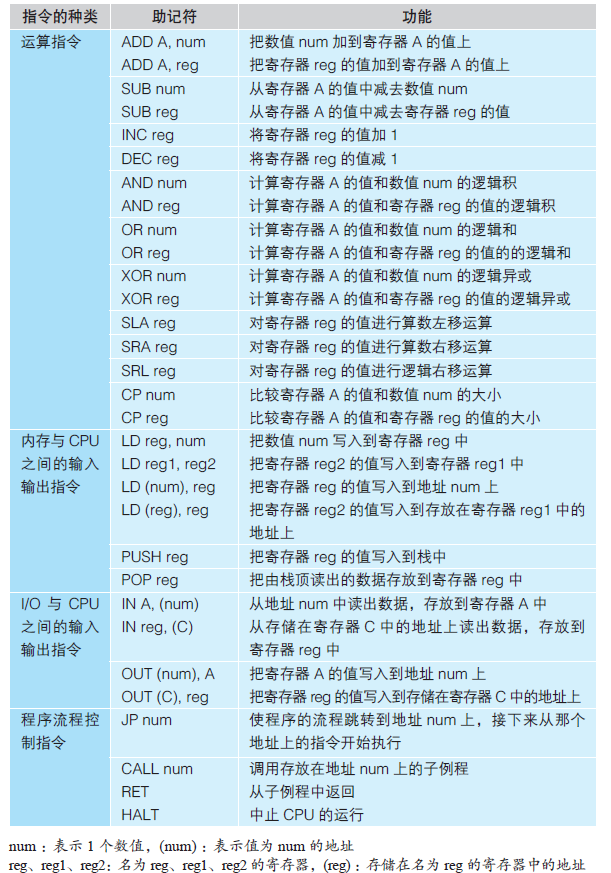 指令的种类 助记符 功能
运算指令 ADD A, num 把数值 num 加到寄存器 A 的值上
ADD A, reg 把寄存器 reg 的值加到寄存器 A 的值上
SUB num 从寄存器 A 的值中减去数值 num
SUB reg 从寄存器 A 的值中减去寄存器 reg 的值
INC reg 将寄存器 reg 的值加 1
DEC reg 将寄存器 reg 的值减 1
AND num 计算寄存器 A 的值和数值 num 的逻辑积
AND reg 计算寄存器 A 的值和寄存器 reg 的值的逻辑积
OR num 计算寄存器 A 的值和数值 num 的逻辑和
OR reg 计算寄存器 A 的值和寄存器 reg 的值的的逻辑和
XOR num 计算寄存器 A 的值和数值 num 的逻辑异或
XOR reg 计算寄存器 A 的值和寄存器 reg 的值的逻辑异或
SLA reg 对寄存器 reg 的值进行算数左移运算
SRA reg 对寄存器 reg 的值进行算数右移运算
SRL reg 对寄存器 reg 的值进行逻辑右移运算
CP num 比较寄存器 A 的值和数值 num 的大小
CP reg 比较寄存器 A 的值和寄存器 reg 的值的大小
内存与 CPU LD reg, num 把数值 num 写入到寄存器 reg 中
之间的输入 LD reg1, reg2 把寄存器 reg2 的值写入到寄存器 reg1 中
输出指令 LD (num), reg 把寄存器 reg 的值写入到地址 num 上
LD (reg), reg 把寄存器 reg2 的值写入到存放在寄存器 reg1 中的
地址上
PUSH reg 把寄存器 reg 的值写入到栈中
POP reg 把由栈顶读出的数据存放到寄存器 reg 中
I/O 与 CPU IN A, (num) 从地址 num 中读出数据，存放到寄存器 A 中
之间的输入 IN reg, (C) 从存储在寄存器 C 中的地址上读出数据，存放到
输出指令 寄存器 reg 中
OUT (num), A 把寄存器 A 的值写入到地址 num 上
OUT (C), reg 把寄存器 reg 的值写入到存储在寄存器 C 中的地址上
程序流程控 JP num 使程序的流程跳转到地址 num 上，接下来从那个
制指令 地址上的指令开始执行
CALL num 调用存放在地址 num 上的子例程
RET 从子例程中返回
HALT 中止 CPU 的运行
num：表示 1 个数值，(num)：表示值为 num 的地址
reg、reg1、reg2：名为 reg、reg1、reg2 的寄存器，(reg)：存储在名为 reg 的寄存器中的地址